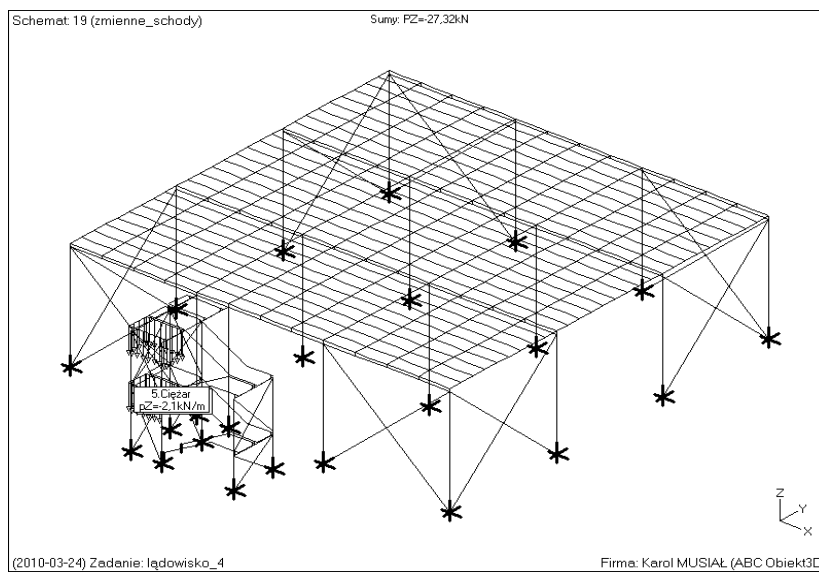 Schemat: 19 (zmienne_schody)
Sumy: PZ=-27,32kN
5.Ciężar
pZ=-2,1kN/m
Z
Y
X
(2010-03-24) Zadanie: lądowisko_4
Firma: Karol MUSIAŁ (ABC Obiekt3D